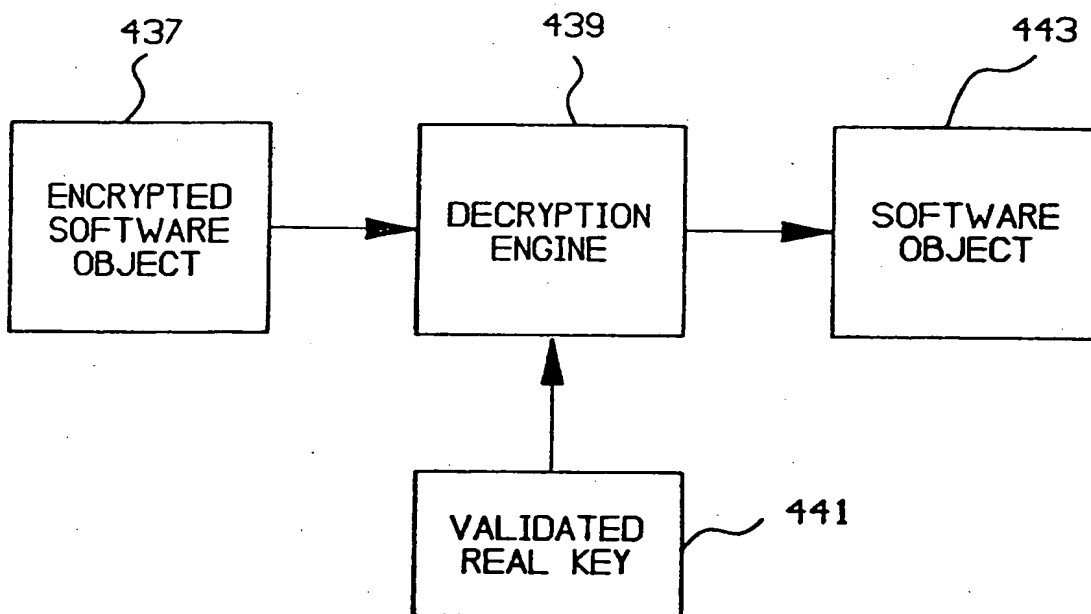 437
439
443
ENCRYPTED
SOFTWARE
OBJECT
DECRYPTION
ENGINE
SOFTWARE
OBJECT
VALIDATED
REAL KEY
441